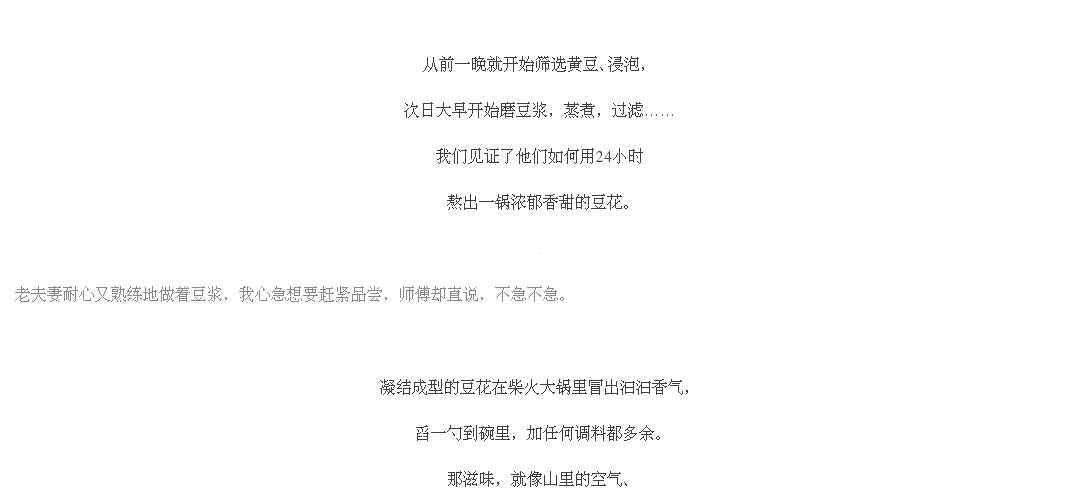 从前一晚就开始筛选黄豆、浸泡，
次日大早开始磨豆浆，蒸煮，过滤……
我们见证了他们如何用24小时
熬出一锅浓郁香甜的豆花。
老夫妻耐心又熟练地做着豆浆，我心急想要赶紧品尝，师傅却直说，不急不急。
凝结成型的豆花在柴火大锅里冒出汩汩香气，
舀一勺到碗里，加任何调料都多余。
那滋味，就像山里的空气、